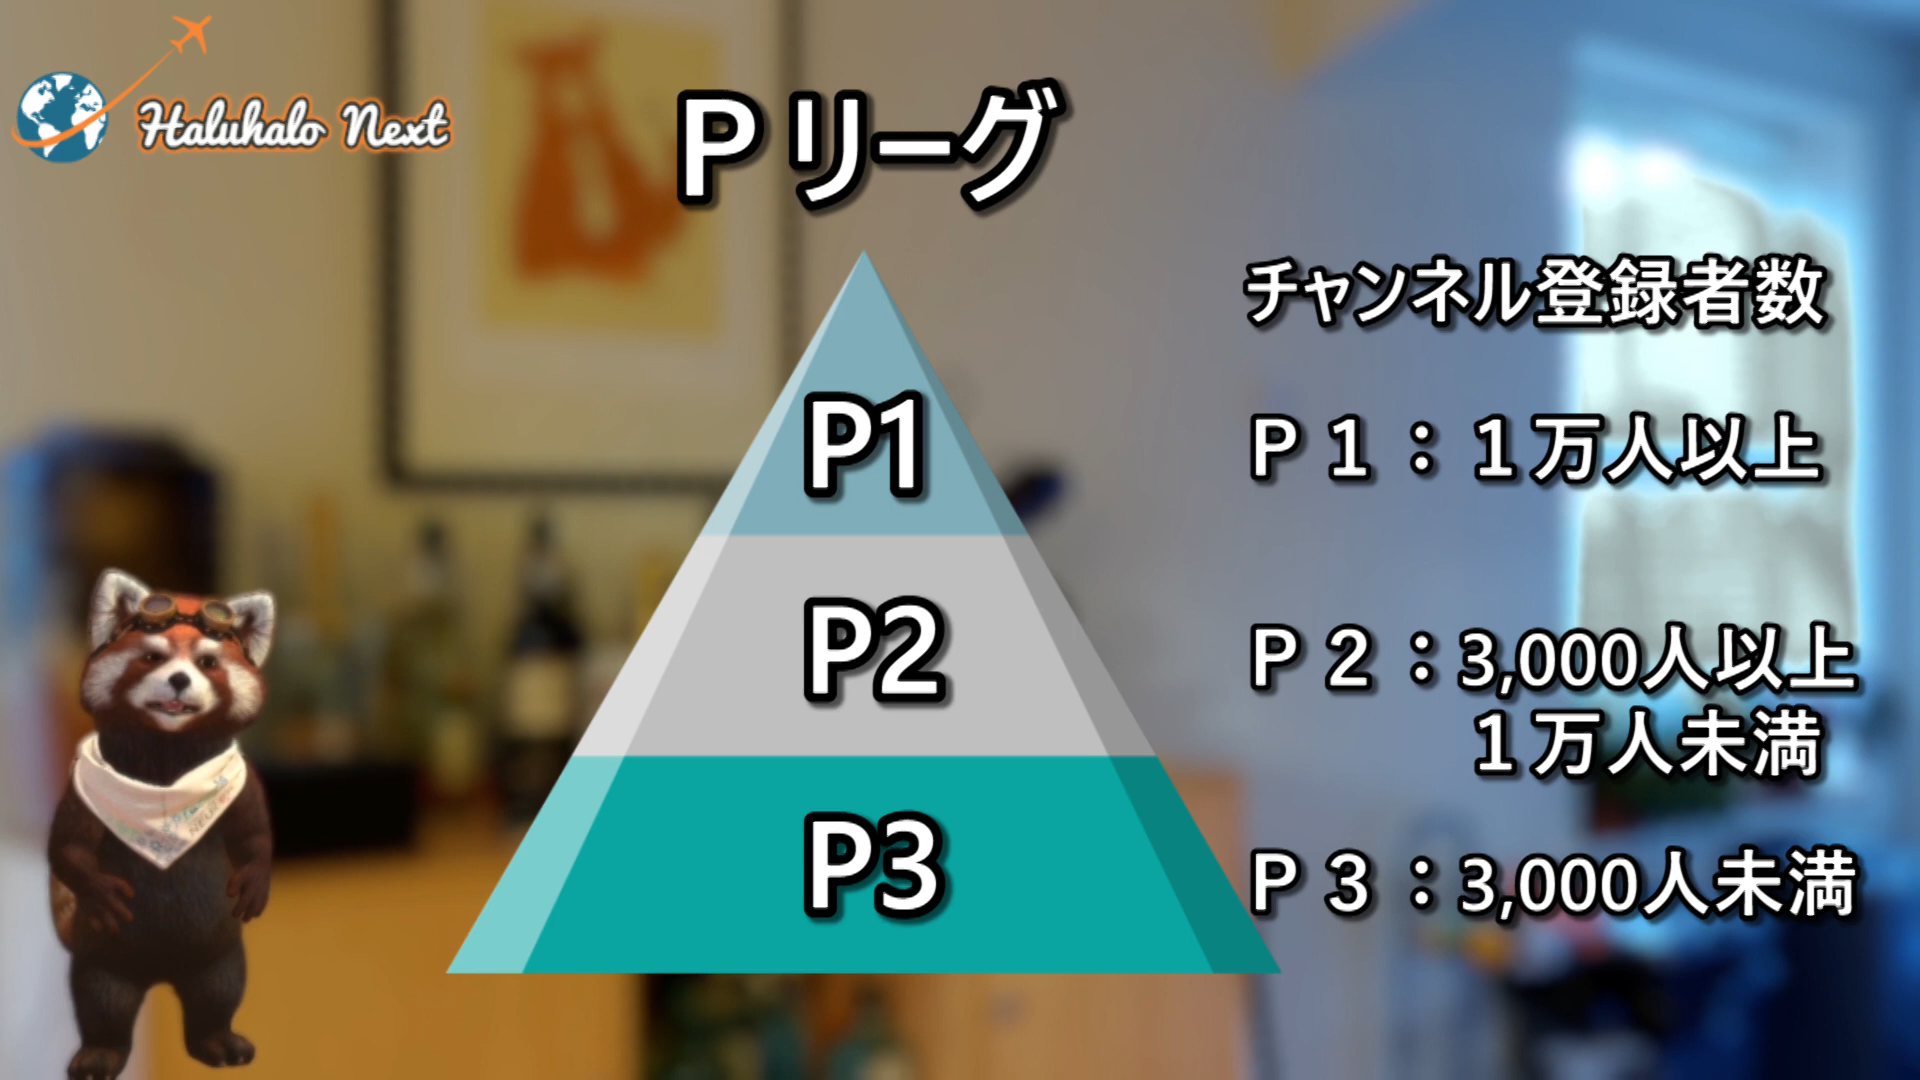 Haluhalo Next
Pリーグ
チャンネル登録者数
P1
P1：1万人以上
P2
P2：3,000人以上
1万人未満
P3
P3：3,000人未満